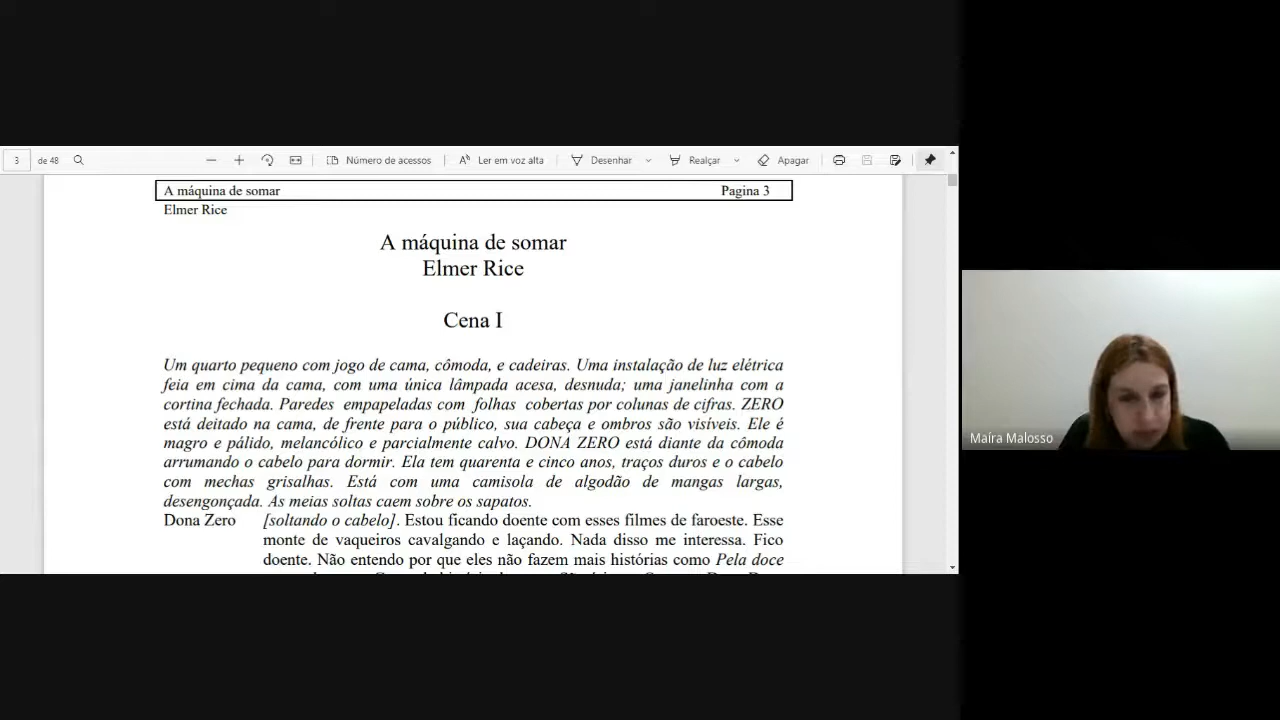 3 de 48 Número de acessos Ler em voz alta Desenhar Realçar Apagar
A máquina de somar Pagina 3
Elmer Rice
A máquina de somar
Elmer Rice
Cena I
Um quarto pequeno com jogo de cama, cômoda, e cadeiras. Uma instalação de luz elétrica
feia em cima da cama, com uma única lâmpada acesa, desnuda; uma janelinha com a
cortina fechada. Paredes empapeladas com folhas cobertas por colunas de cifras. ZERO
está deitado na cama, de frente para o público, sua cabeça e ombros são visíveis. Ele é
magro e pálido, melancólico e parcialmente calvo. DONA ZERO está diante da cômoda
arrumando o cabelo para dormir. Ela tem quarenta e cinco anos, traços duros e o cabelo
com mechas grisalhas. Está com uma camisola de algodão de mangas largas,
desengonçada. As meias soltas caem sobre os sapatos.
Dona Zero [soltando o cabelo]. Estou ficando doente com esses filmes de faroeste. Esse
monte de vaqueiros cavalgando e laçando. Nada disso me interessa. Fico
doente. Não entendo por que eles não fazem mais histórias como Pela doce
Maíra Malosso